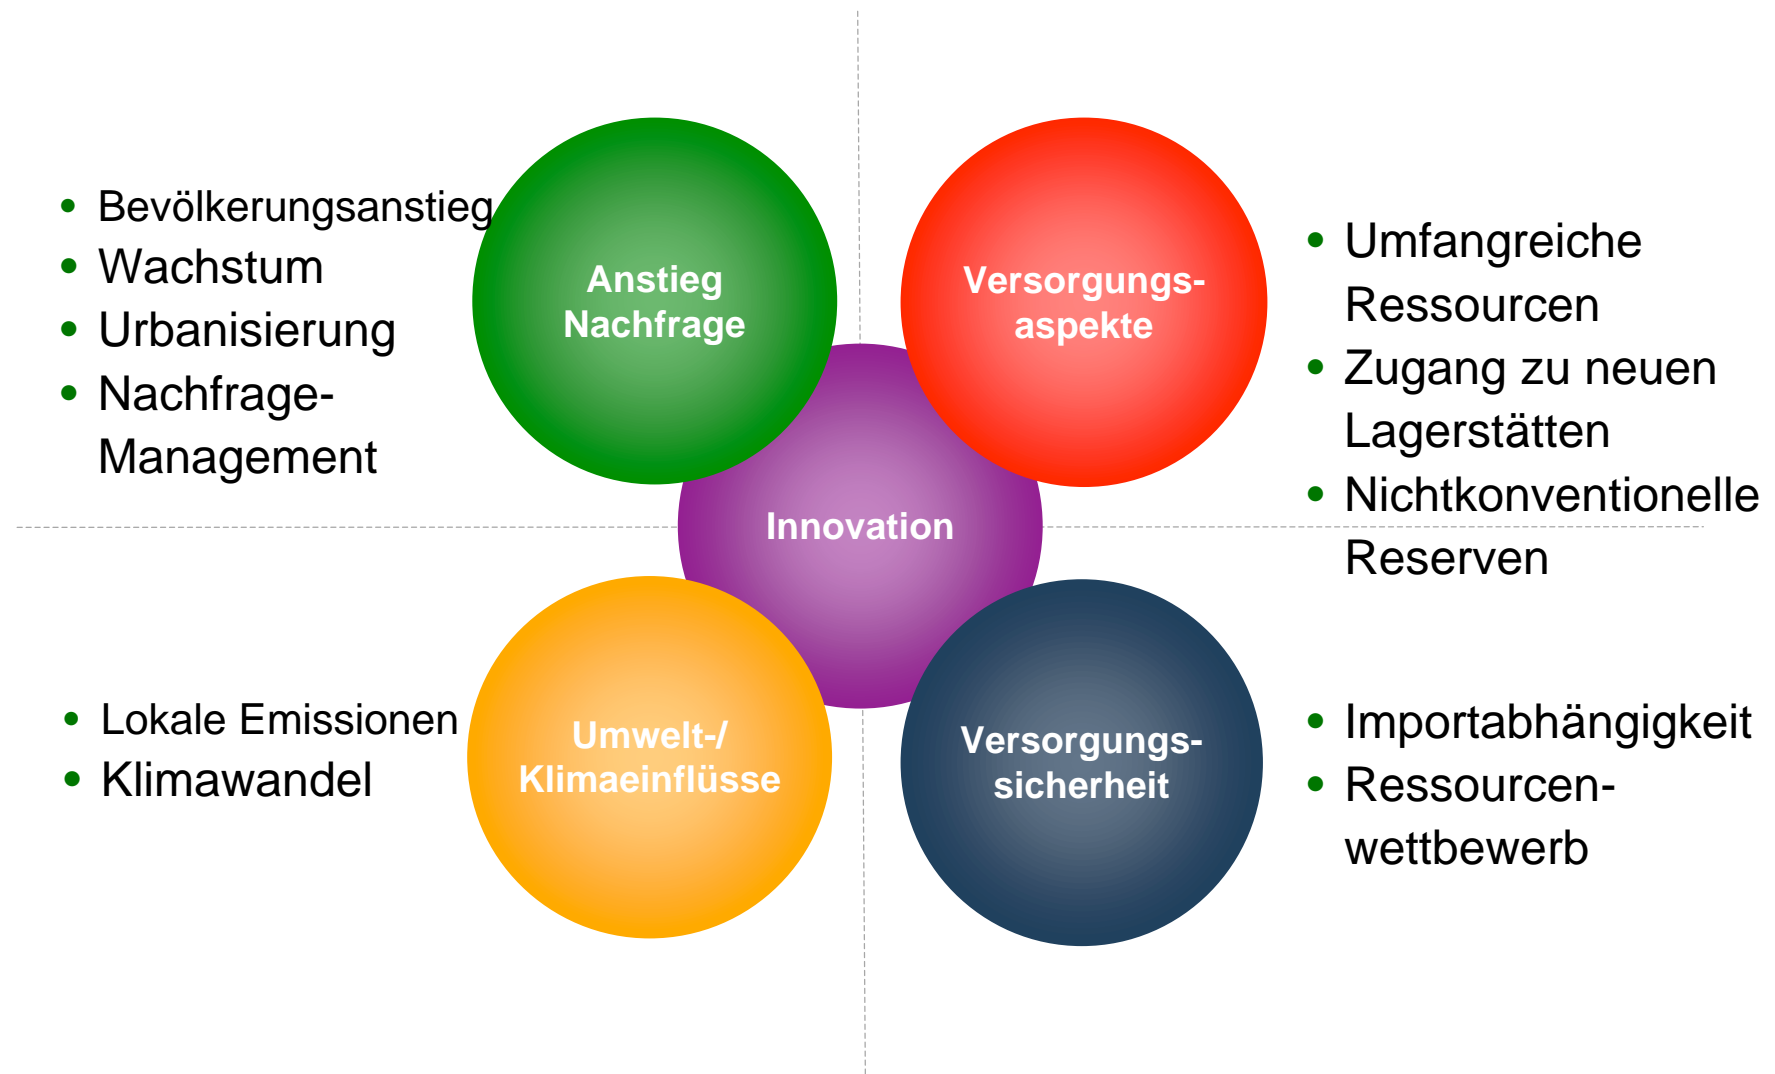 • Bevölkerungsanstieg
• Wachstum
• Urbanisierung
• Nachfrage-
Management
Anstieg
Nachfrage
Versorgungs-
aspekte
• Umfangreiche
Ressourcen
• Zugang zu neuen
Lagerstätten
• Nichtkonventionelle
Reserven
Innovation
• Lokale Emissionen
• Klimawandel
Umwelt-/
Klimaeinflüsse
Versorgungs-
sicherheit
• Importabhängigkeit
• Ressourcen-
wettbewerb